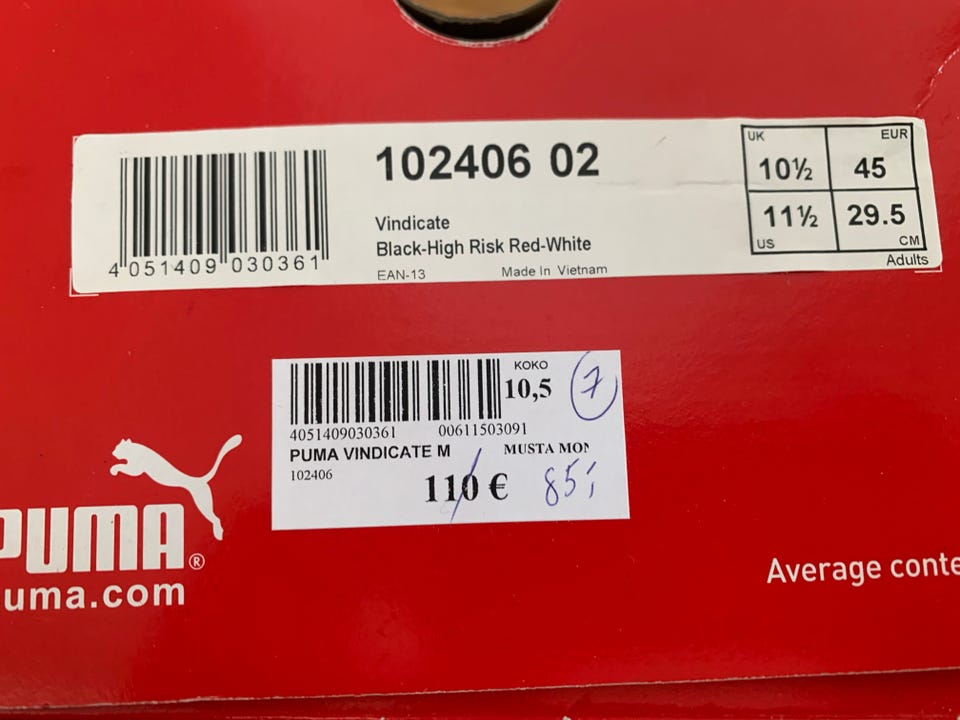 102406 02
Vindicate
Black-High Risk Red-White
EAN-13 Made In Vietnam
4 051409 030361
UK EUR
10½ 45
11½ 29.5
US CM
Adults
KOKO
10,5 7
4051409030361 00611503091
PUMA VINDICATE M MUSTA MON
102406
110 € 85;
PUMA®
uma.com
Average conte